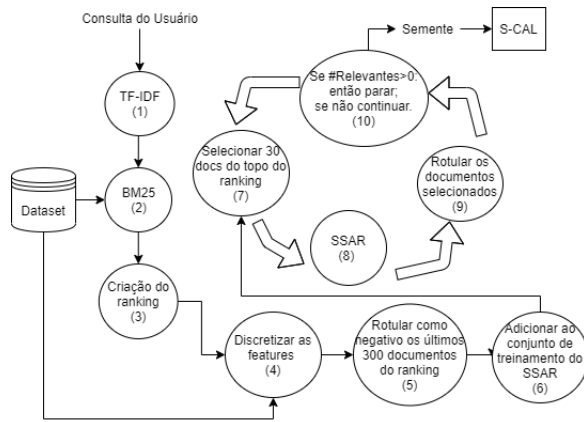 Consulta do Usuário
TF-IDF
(1)
Dataset
BM25
(2)
Criação do
ranking
(3)
Discretizar as
features
(4)
Rotular como
negativo os últimos
300 documentos
do ranking
(5)
Adicionar ao
conjunto de
treinamento do
SSAR
(6)
Selecionar 30
docs do topo do
ranking
(7)
SSAR
(8)
Rotular os
documentos
selecionados
(9)
Se #Relevantes>0:
então parar;
se não continuar.
(10)
Semente
S-CAL